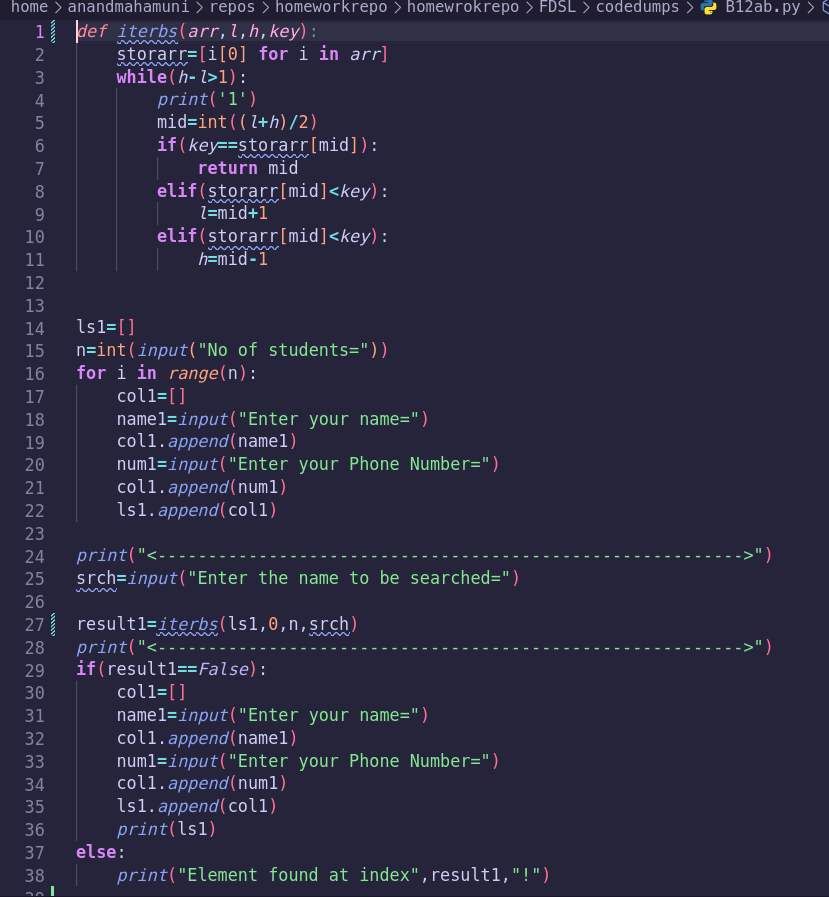 home > anandmahamuni > repos > homeworkrepo > homewrokrepo > FDSL > codedumps > B12ab.py >
1 def iterbs(arr,l,h,key):
2     storarr=[i[0] for i in arr]
3     while(h-l>1):
4         print('1')
5         mid=int((l+h)/2)
6         if(key==storarr[mid]):
7             return mid
8         elif(storarr[mid]<key):
9             l=mid+1
10         elif(storarr[mid]<key):
11             h=mid-1
12
13
14 ls1=[]
15 n=int(input("No of students="))
16 for i in range(n):
17     col1=[]
18     name1=input("Enter your name=")
19     col1.append(name1)
20     num1=input("Enter your Phone Number=")
21     col1.append(num1)
22     ls1.append(col1)
23
24 print("<---------------------------------------------------------->")
25 srch=input("Enter the name to be searched=")
26
27 result1=iterbs(ls1,0,n,srch)
28 print("<---------------------------------------------------------->")
29 if(result1==False):
30     col1=[]
31     name1=input("Enter your name=")
32     col1.append(name1)
33     num1=input("Enter your Phone Number=")
34     col1.append(num1)
35     ls1.append(col1)
36     print(ls1)
37 else:
38     print("Element found at index",result1,"!")
39